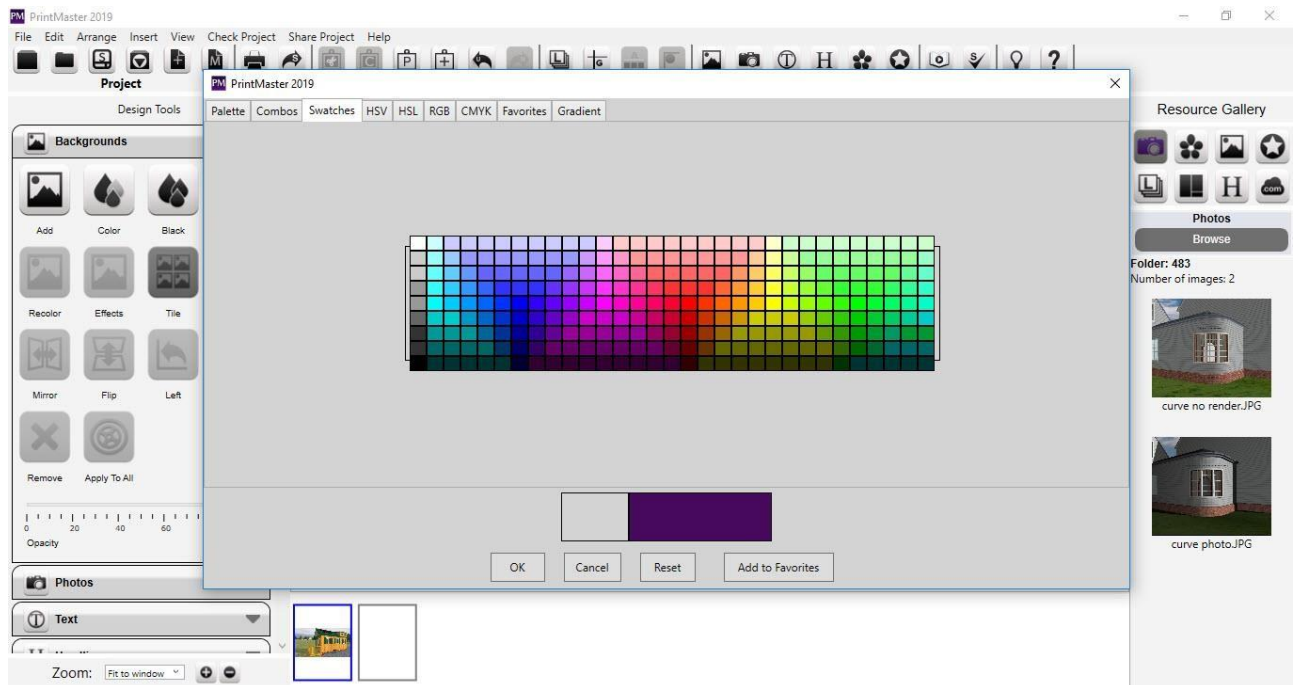 PM PrintMaster 2019
File Edit Arrange Insert View Check Project Share Project Help
Project
Design Tools
Backgrounds
Add Color Black
Recolor Effects Tile
Mirror Flip Left
Remove Apply To All
0 20 40 60
Opacity
Photos
Text
Zoom: Fit to window
PM PrintMaster 2019
Palette Combos Swatches HSV HSL RGB CMYK Favorites Gradient
OK Cancel Reset Add to Favorites
Resource Gallery
Photos
Browse
Folder: 483
Number of images: 2
curve no render.JPG
curve photo.JPG